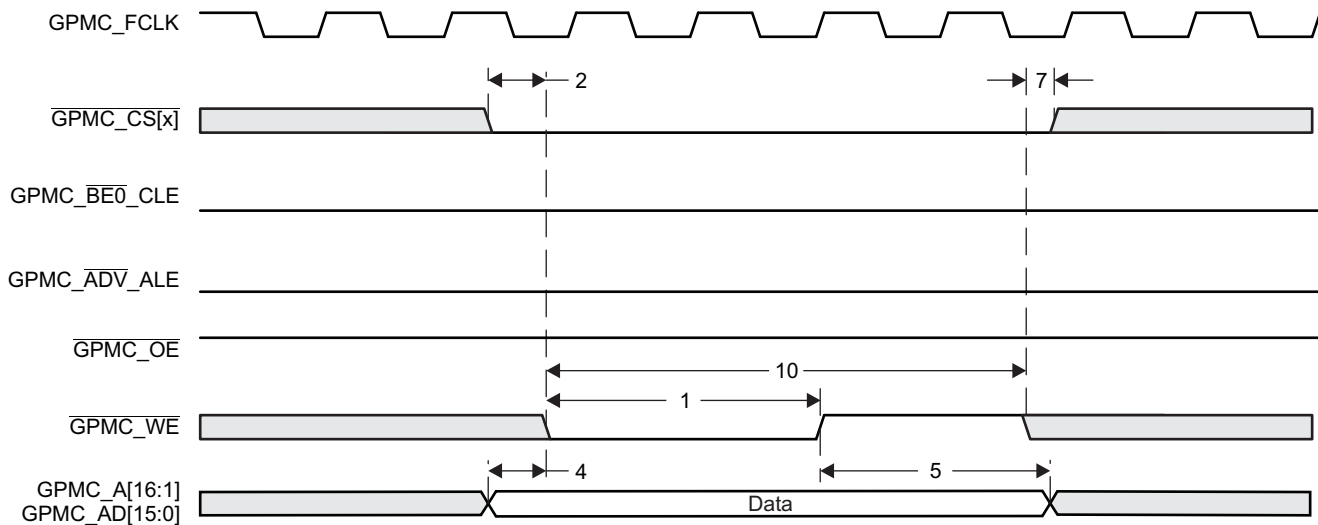 GPMC_FCLK
2
7
GPMC_CS[x]
GPMC_BE0_CLE
GPMC_ADV_ALE
GPMC_OE
10
1
GPMC_WE
4
5
GPMC_A[16:1]
GPMC_AD[15:0]
Data